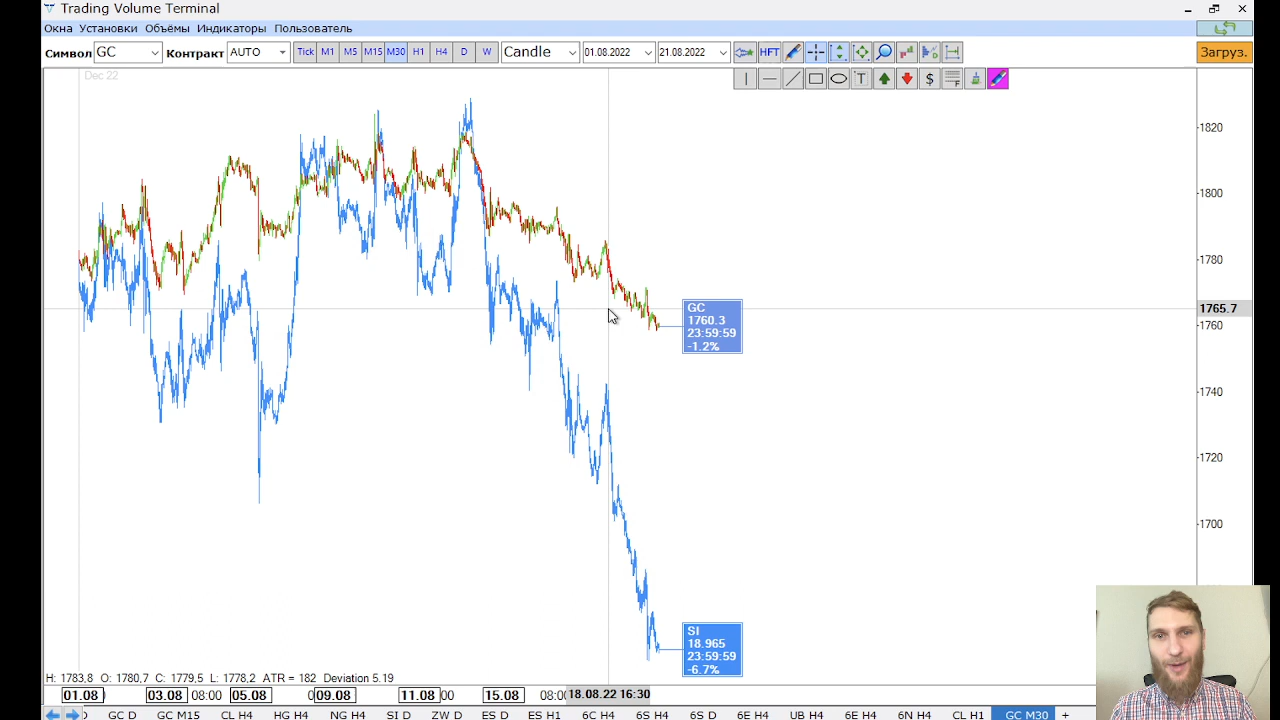 Trading Volume Terminal
Окна Установки Объёмы Индикаторы Пользователь
Символ GC Контракт AUTO Tick M1 M5 M15 M30 H1 H4 D W Candle 01.08.2022 21.08.2022 HFT Загруз.
T $ F
Dec 22
1820
1800
1780
1765.7
1760
1740
1720
1700
GC
1760.3
23:59:59
-1.2%
SI
18.965
23:59:59
-6.7%
H: 1783,8 O: 1780,7 C: 1779,5 L: 1778,2 ATR = 182 Deviation 5.19
01.08 03.08 08:00 05.08 09.08 11.08 15.08 18.08.22 16:30
GC D GC M15 CL H4 HG H4 NG H4 SI D ZW D ES D ES H1 6C H4 6S H4 6S D 6E H4 UB H4 6E H4 6N H4 CL H1 GC M30 +